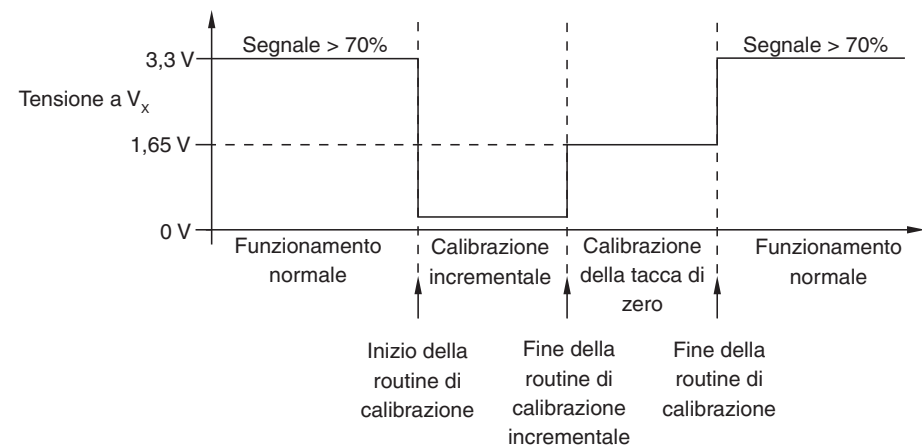 Segnale > 70%
Segnale > 70%
3,3 V
Tensione a Vx
1,65 V
0 V
Funzionamento
normale
Calibrazione
incrementale
Calibrazione
della tacca di
zero
Funzionamento
normale
Inizio della
routine di
calibrazione
Fine della
routine di
calibrazione
incrementale
Fine della
routine di
calibrazione